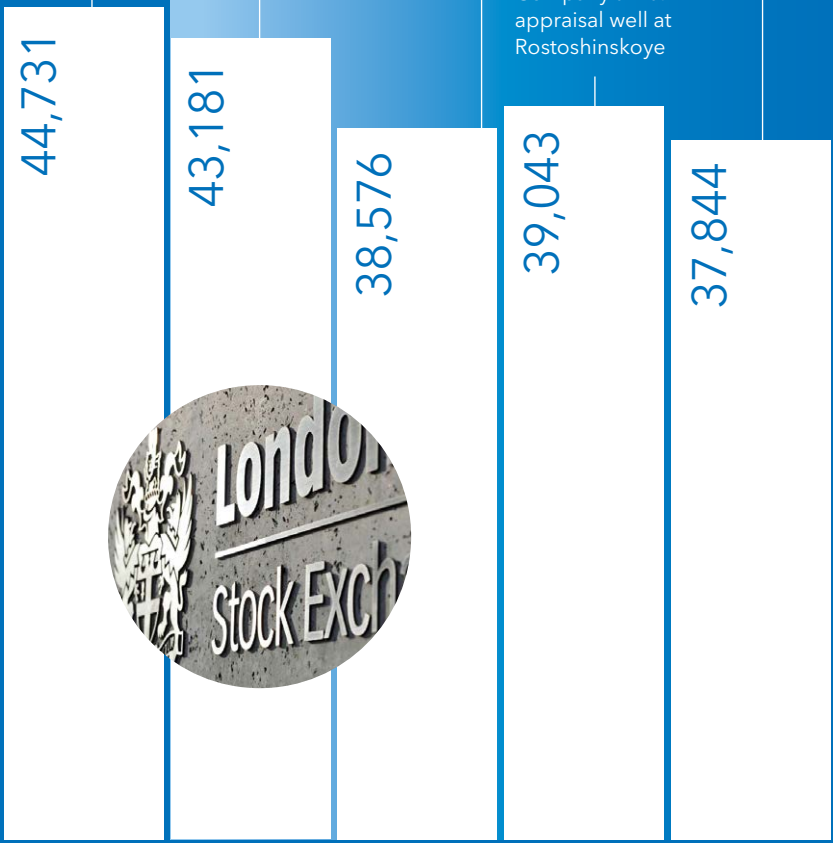 appraisal well at
Rostoshinskoye
44,731
43,181
38,576
39,043
37,844
London
Stock Exch